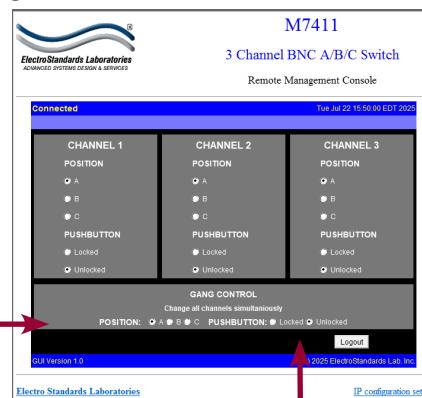 M7411
®
ElectroStandards Laboratories
ADVANCED SYSTEMS DESIGN & SERVICES
3 Channel BNC A/B/C Switch
Remote Management Console
Connected
Tue Jul 22 15:50:00 EDT 2025
CHANNEL 1
POSITION
A
B
C
PUSHBUTTON
Locked
Unlocked
CHANNEL 2
POSITION
A
B
C
PUSHBUTTON
Locked
Unlocked
CHANNEL 3
POSITION
A
B
C
PUSHBUTTON
Locked
Unlocked
GANG CONTROL
Change all channels simultaniously
POSITION: A B C PUSHBUTTON: Locked Unlocked
Logout
GUI Version 1.0
) 2025 ElectroStandards Lab. Inc.
Electro Standards Laboratories
IP configuration set